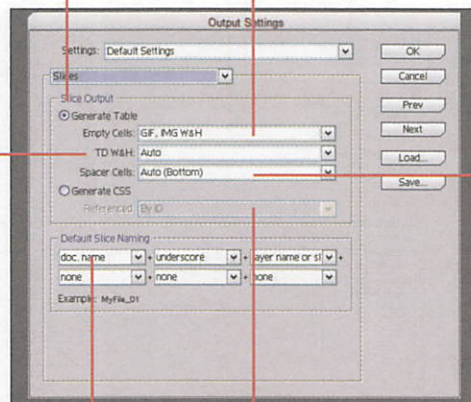 Output Settings
Settings: Default Settings
OK
Slices
Cancel
Slice Output
Prev
Generate Table
Next
Empty Cells: GIF, IMG W&H
TD W&H: Auto
Load...
Spacer Cells: Auto (Bottom)
Save...
Generate CSS
Referenced: By ID
Default Slice Naming
doc. name + underscore + layer name or sl +
none + none + none
Example: MyFile_01